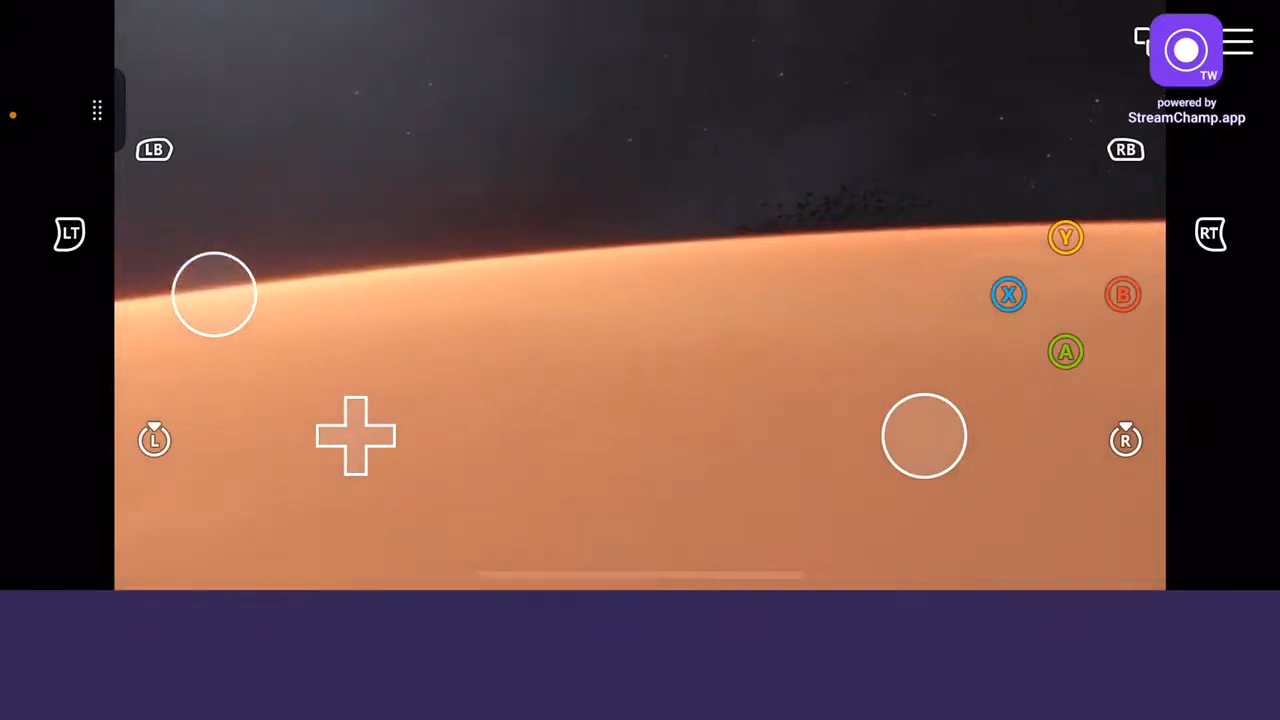 TW
powered by
StreamChamp.app
LB
RB
LT
RT
Y
X
B
A
L
R